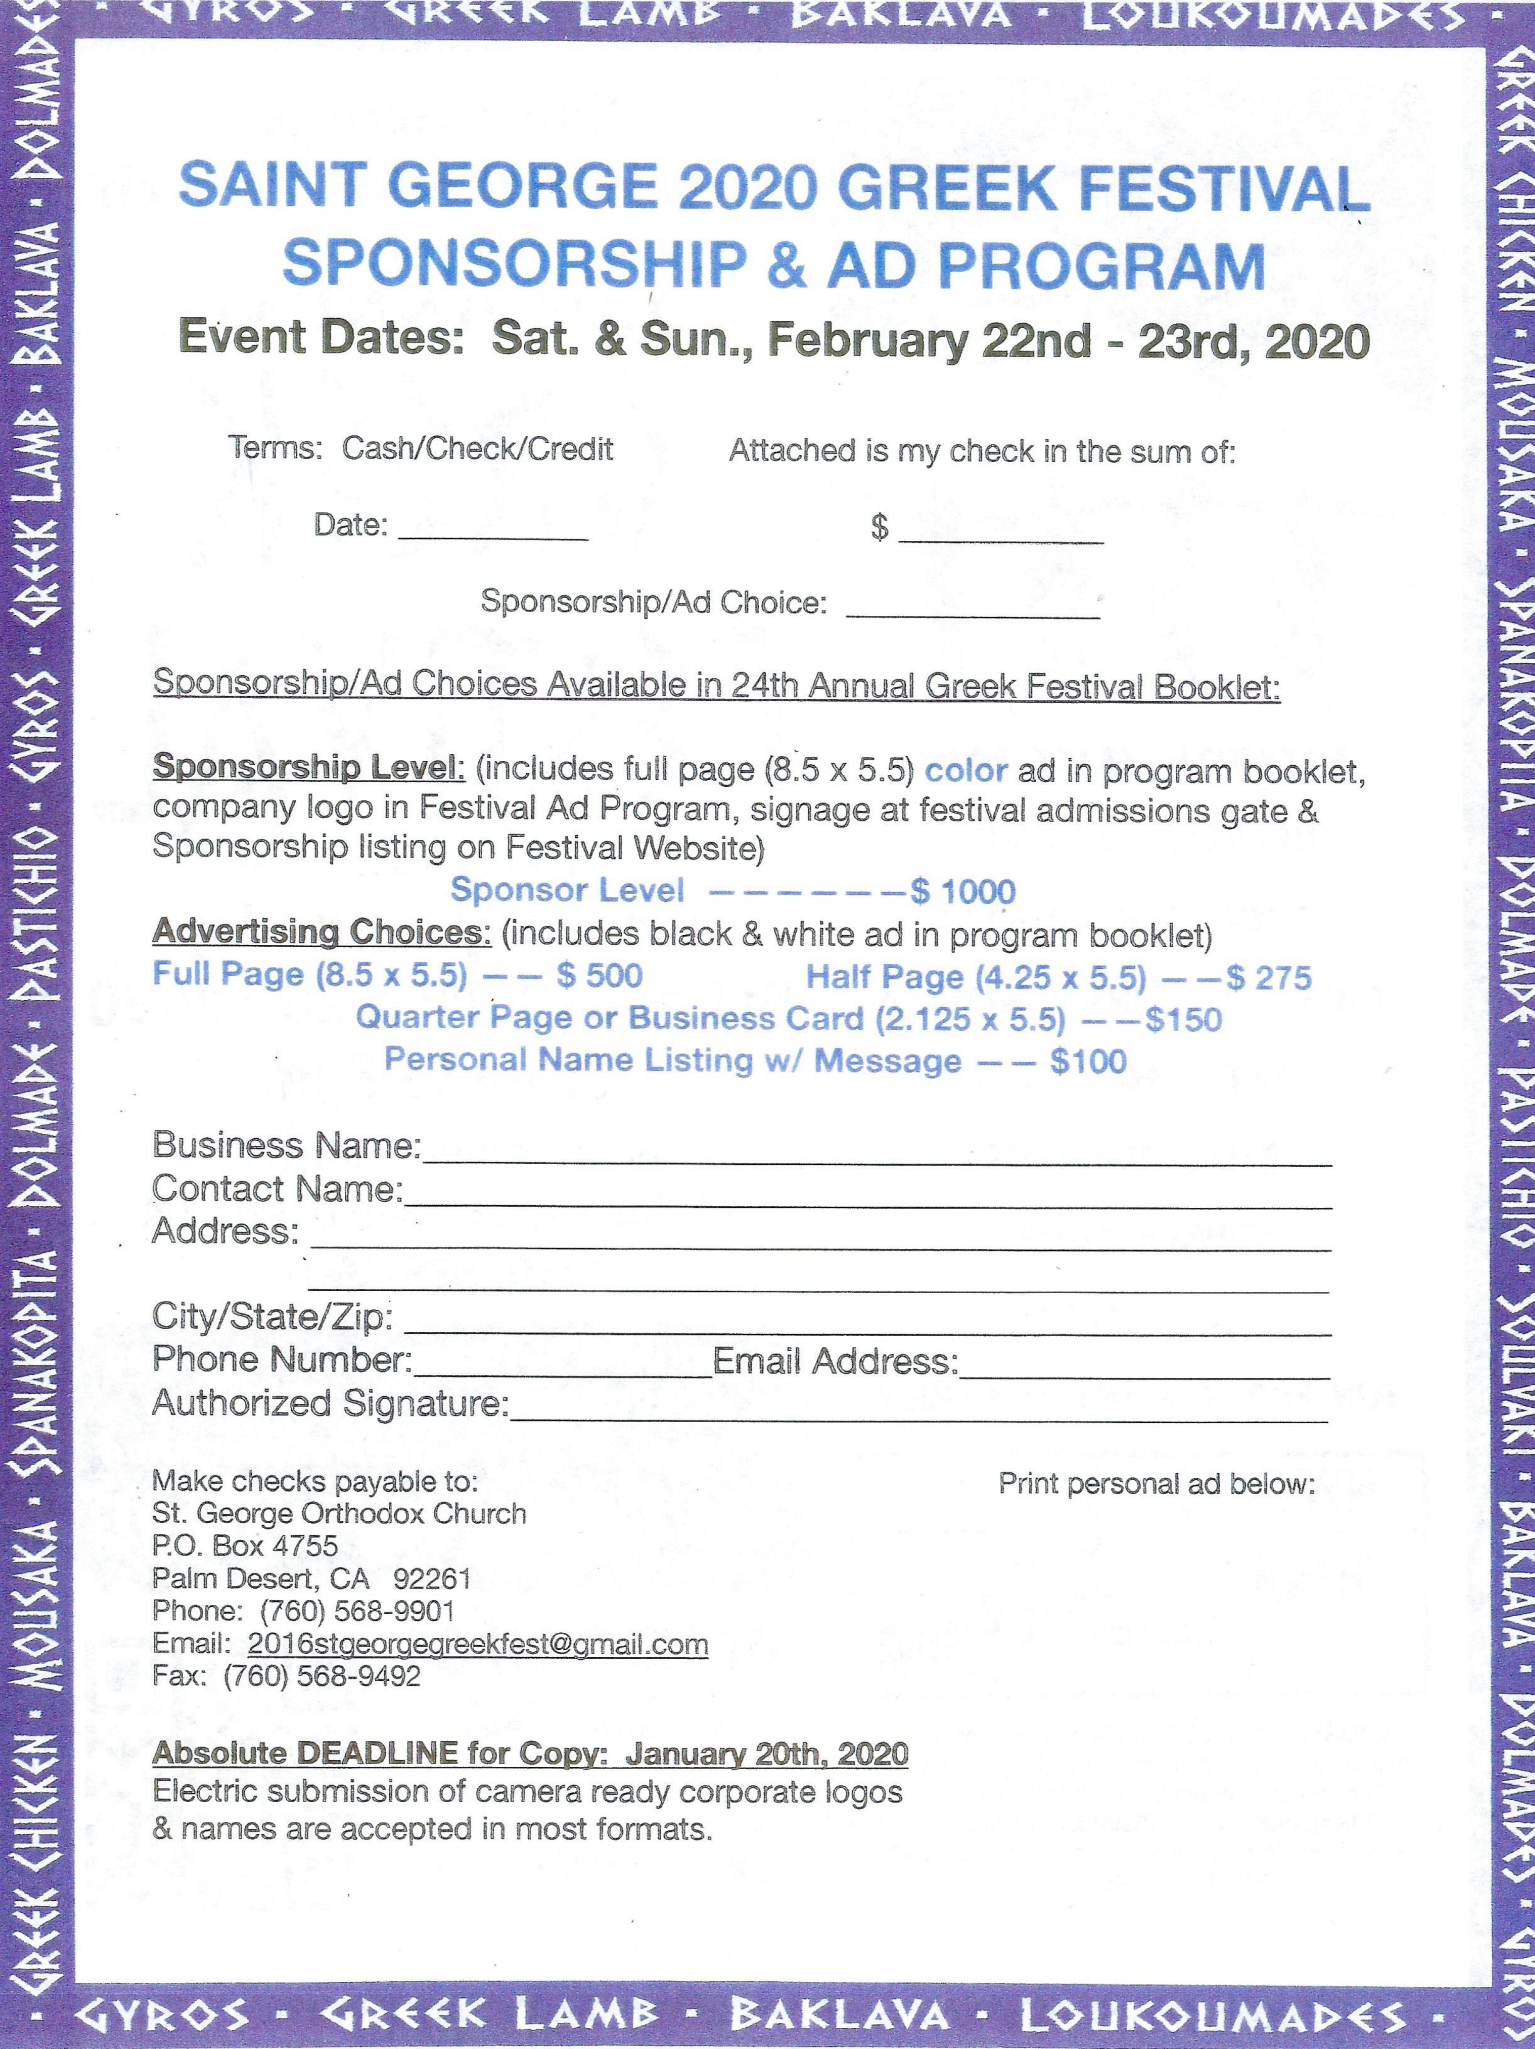 · GYROS · GREEK LAMB · BAKLAVA · LOUKOUMADES ·
· GREEK CHICKEN · MOUSAKA · SPANAKOPITA · DOLMADE · PASTICHIO · GYROS · GREEK LAMB · BAKLAVA · DOLMADES
GREEK CHICKEN · MOUSAKA · SPANAKOPITA · DOLMADE · PASTICHIO · SOULVAKI · BAKLAVA · DOLMADES · GYROS
SAINT GEORGE 2020 GREEK FESTIVAL
SPONSORSHIP & AD PROGRAM
Event Dates: Sat. & Sun., February 22nd - 23rd, 2020
Terms: Cash/Check/Credit Attached is my check in the sum of:
Date: ____________ $ ____________
Sponsorship/Ad Choice: ____________
Sponsorship/Ad Choices Available in 24th Annual Greek Festival Booklet:
Sponsorship Level: (includes full page (8.5 x 5.5) color ad in program booklet,
company logo in Festival Ad Program, signage at festival admissions gate &
Sponsorship listing on Festival Website)
Sponsor Level — — — — — —$ 1000
Advertising Choices: (includes black & white ad in program booklet)
Full Page (8.5 x 5.5) — — $ 500 Half Page (4.25 x 5.5) — —$ 275
Quarter Page or Business Card (2.125 x 5.5) — —$150
Personal Name Listing w/ Message — — $100
Business Name:____________
Contact Name:____________
Address: ____________
City/State/Zip: ____________
Phone Number:____________Email Address:____________
Authorized Signature:____________
Make checks payable to: Print personal ad below:
St. George Orthodox Church
P.O. Box 4755
Palm Desert, CA 92261
Phone: (760) 568-9901
Email: 2016stgeorgegreekfest@gmail.com
Fax: (760) 568-9492
Absolute DEADLINE for Copy: January 20th, 2020
Electric submission of camera ready corporate logos
& names are accepted in most formats.
GYROS · GREEK LAMB · BAKLAVA · LOUKOUMADES ·